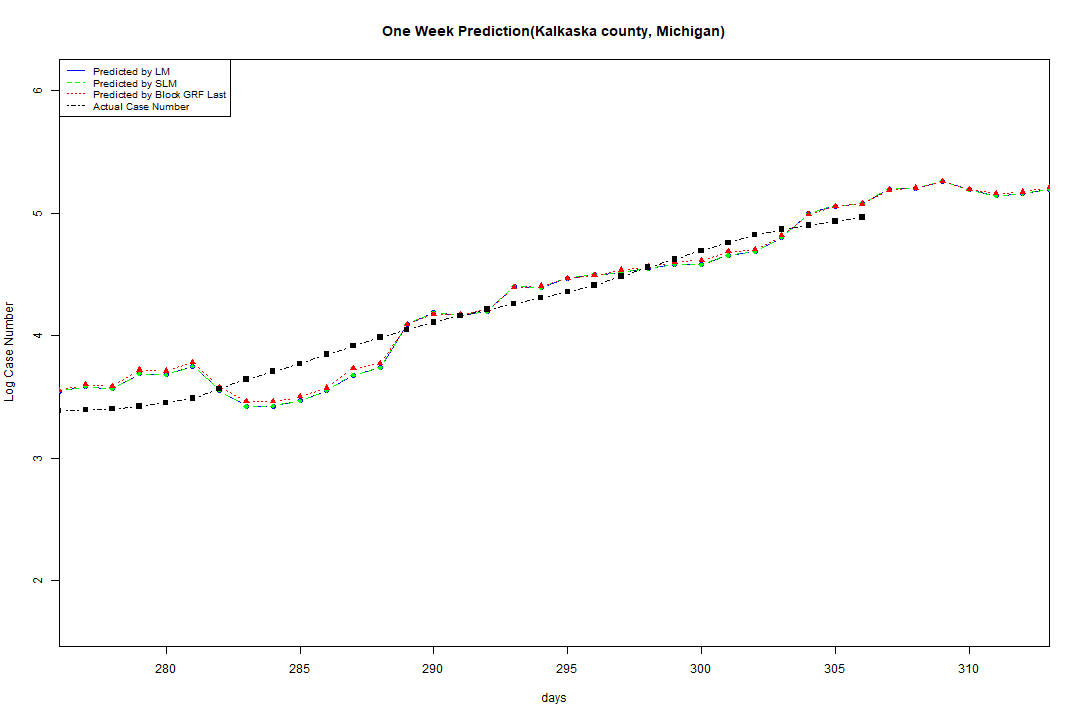 One Week Prediction(Kalkaska county, Michigan)
Predicted by LM
Predicted by SLM
Predicted by Block GRF Last
Actual Case Number
6
5
4
3
2
Log Case Number
280 285 290 295 300 305 310
days